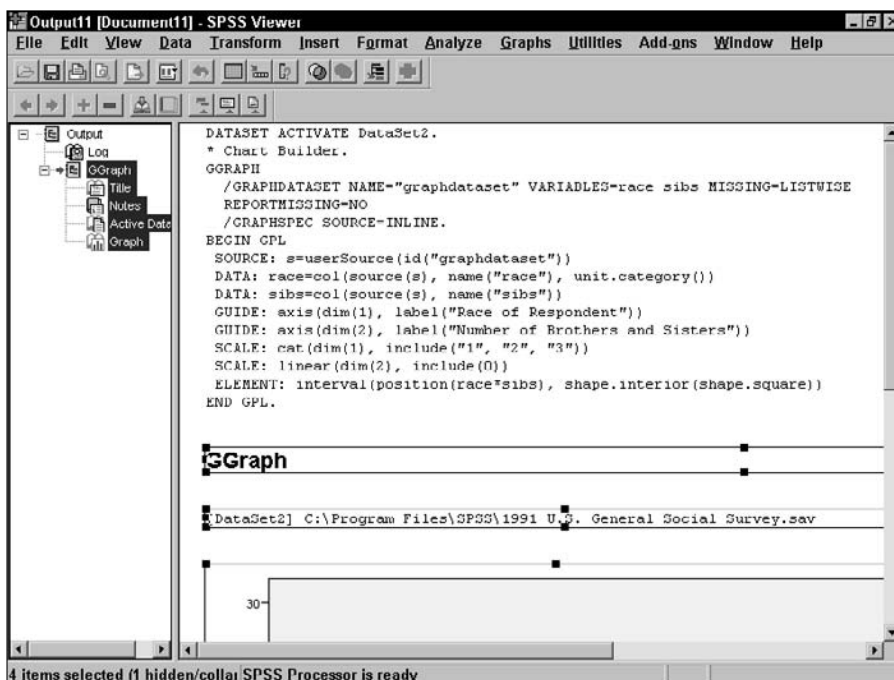 Output11 [Document11] - SPSS Viewer
File Edit View Data Transform Insert Format Analyze Graphs Utilities Add-ons Window Help
Output
Log
GGraph
Title
Notes
Active Data
Graph
DATASET ACTIVATE DataSet2.
* Chart Builder.
GGRAPH
/GRAPHDATASET NAME="graphdataset" VARIABLES=race sibs MISSING=LISTWISE
REPORTMISSING=NO
/GRAPHSPEC SOURCE=INLINE.
BEGIN GPL
SOURCE: s=userSource(id("graphdataset"))
DATA: race=col(source(s), name("race"), unit.category())
DATA: sibs=col(source(s), name("sibs"))
GUIDE: axis(dim(1), label("Race of Respondent"))
GUIDE: axis(dim(2), label("Number of Brothers and Sisters"))
SCALE: cat(dim(1), include("1", "2", "3"))
SCALE: linear(dim(2), include(0))
ELEMENT: interval(position(race*sibs), shape.interior(shape.square))
END GPL.
GGraph
[DataSet2] C:\Program Files\SPSS\1991 U.S. General Social Survey.sav
30
4 items selected (1 hidden/collap SPSS Processor is ready